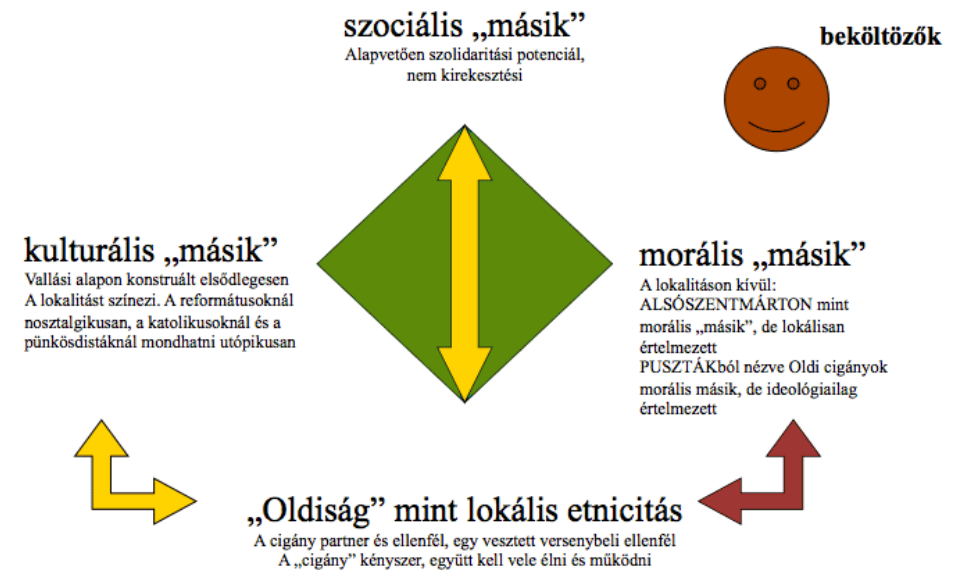 szociális „másik”
Alapvetően szolidaritási potenciál,
nem kirekesztési
beköltözők
kulturális „másik”
Vallási alapon konstruált elsődlegesen
A lokalitást színezi. A reformátusoknál
nosztalgikusan, a katolikusoknál és a
pünkösdistáknál mondhatni utópikusan
morális „másik”
A lokalitáson kívül:
ALSÓSZENTMÁRTON mint
morális „másik”, de lokálisan
értelmezett
PUSZTÁKból nézve Oldi cigányok
morális másik, de ideológiailag
értelmezett
„Oldiság” mint lokális etnicitás
A cigány partner és ellenfél, egy vesztett versenybeli ellenfél
A „cigány” kényszer, együtt kell vele élni és működni